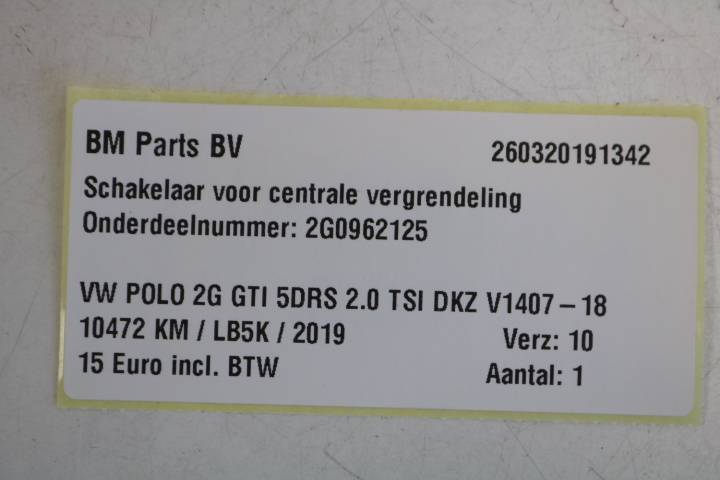 BM Parts BV 260320191342
Schakelaar voor centrale vergrendeling
Onderdeelnummer: 2G0962125
VW POLO 2G GTI 5DRS 2.0 TSI DKZ V1407 – 18
10472 KM / LB5K / 2019 Verz: 10
15 Euro incl. BTW Aantal: 1